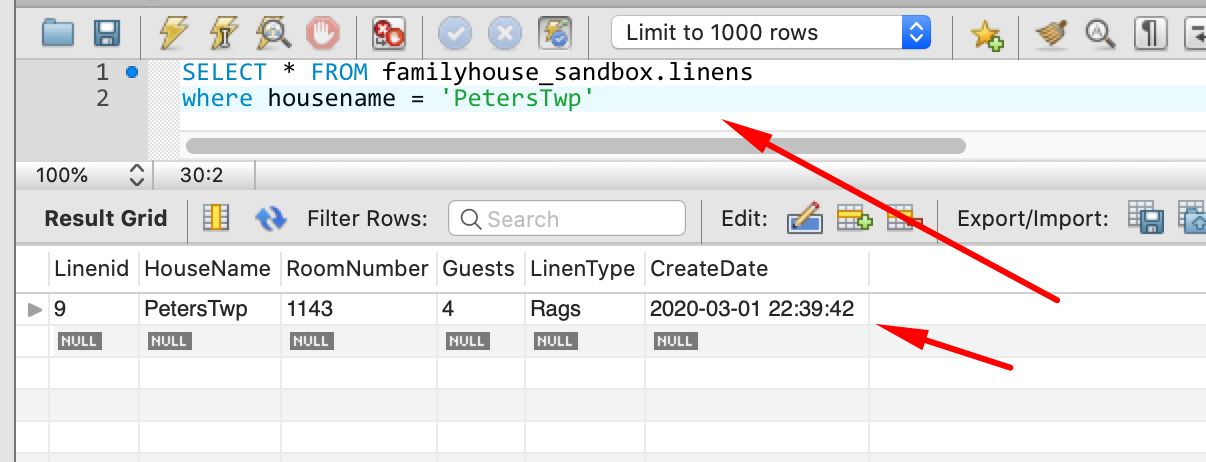 Limit to 1000 rows
1 SELECT * FROM familyhouse_sandbox.linens
2 where housename = 'PetersTwp'
100% 30:2
Result Grid Filter Rows: Search Edit: Export/Import:
Linenid HouseName RoomNumber Guests LinenType CreateDate
9 PetersTwp 1143 4 Rags 2020-03-01 22:39:42
NULL NULL NULL NULL NULL NULL